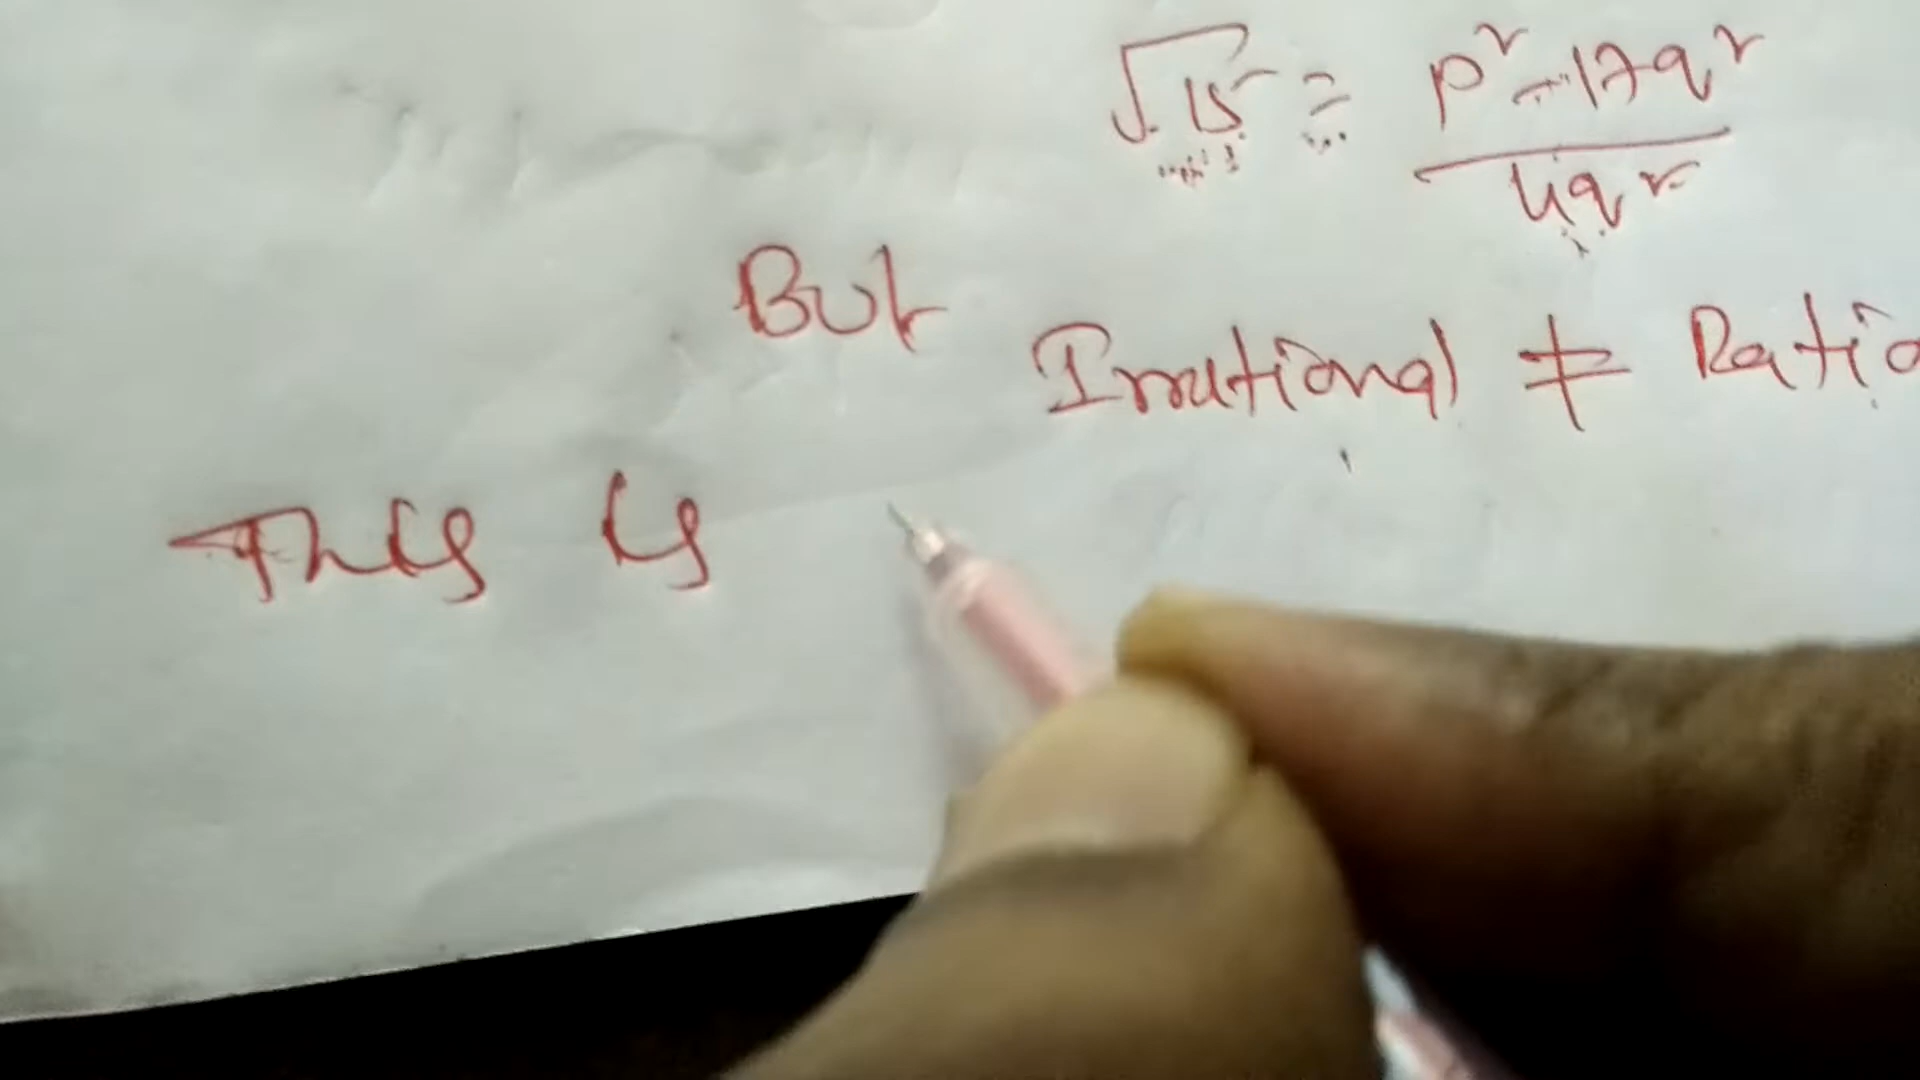 √15 = p² - 17q² / 4q²
But
Irrational ≠ Ratio
This is